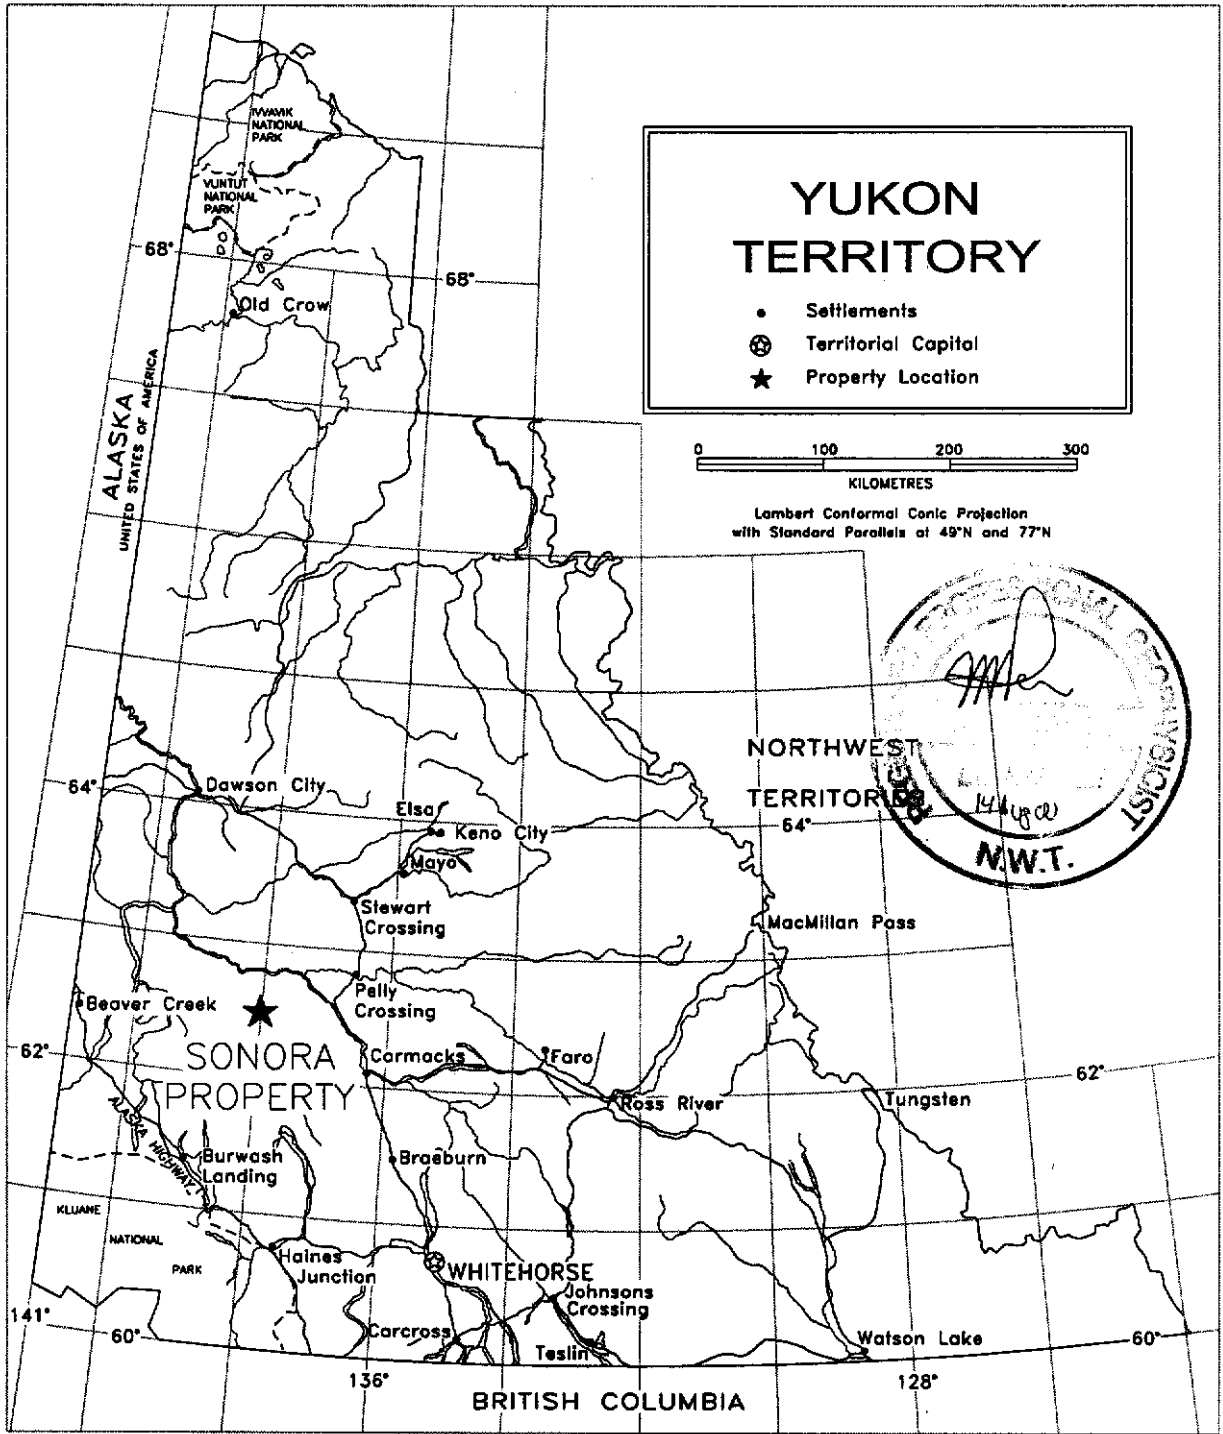 IVVAVIK
NATIONAL
PARK
VUNTUT
NATIONAL
PARK
YUKON
TERRITORY
Settlements
Territorial Capital
Property Location
68°
68°
Old Crow
ALASKA
UNITED STATES OF AMERICA
0 100 200 300
KILOMETRES
Lambert Conformal Conic Projection
with Standard Parallels at 49°N and 77°N
PROFESSIONAL GEOPHYSICIST
N.W.T.
NORTHWEST
TERRITORIES
64°
64°
Dawson City
Elsa
Keno City
Mayo
Stewart
Crossing
MacMillan Pass
Pelly
Crossing
Beaver Creek
SONORA
PROPERTY
62°
62°
Carmacks
Faro
Ross River
Tungsten
ALASKA HIGHWAY
Burwash
Landing
Braeburn
KLUANE
NATIONAL
PARK
Haines
Junction
WHITEHORSE
Johnsons
Crossing
Carcross
Teslin
Watson Lake
141°
60°
60°
136°
128°
BRITISH COLUMBIA